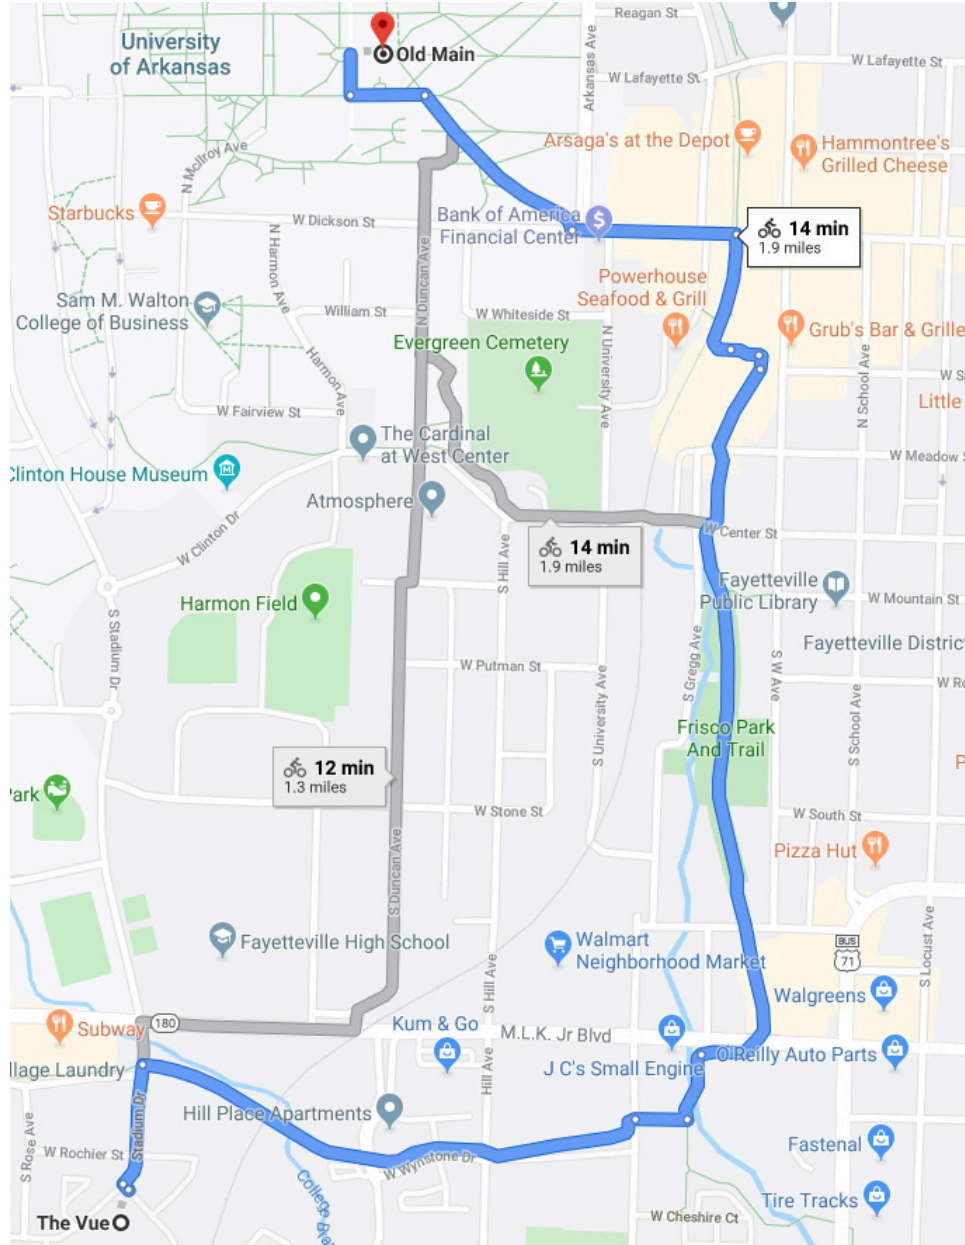 Reagan St
University
of Arkansas
Old Main
Arkansas Ave
W Lafayette St
W Lafayette St
Arsaga's at the Depot
Hammontree's
Grilled Cheese
N McIlroy Ave
Starbucks
W Dickson St
Bank of America
Financial Center
$
14 min
1.9 miles
N Harmon Ave
N Duncan Ave
Powerhouse
Seafood & Grill
Sam M. Walton
College of Business
William St
W Whiteside St
Grub's Bar & Grille
Evergreen Cemetery
N University Ave
N School Ave
Harmon Ave
W Fairview St
Little
The Cardinal
at West Center
W Meadow S
Clinton House Museum
Atmosphere
W Clinton Dr
W Center St
14 min
1.9 miles
S Hill Ave
Fayetteville
Public Library
Harmon Field
W Mountain St
S Stadium Dr
Fayetteville District
W Putman St
S Gregg Ave
S W Ave
S University Ave
S School Ave
Frisco Park
And Trail
12 min
1.3 miles
Park
W Stone St
W South St
Pizza Hut
S Duncan Ave
Fayetteville High School
Walmart
Neighborhood Market
BUS
71
S Locust Ave
S Hill Ave
Walgreens
Subway
180
Kum & Go
M.L.K. Jr Blvd
llage Laundry
J C's Small Engine
O'Reilly Auto Parts
Hill Ave
Stadium Dr
Hill Place Apartments
S Rose Ave
W Rochier St
Fastenal
W Wynstone Dr
College
Tire Tracks
The Vue
W Cheshire Ct